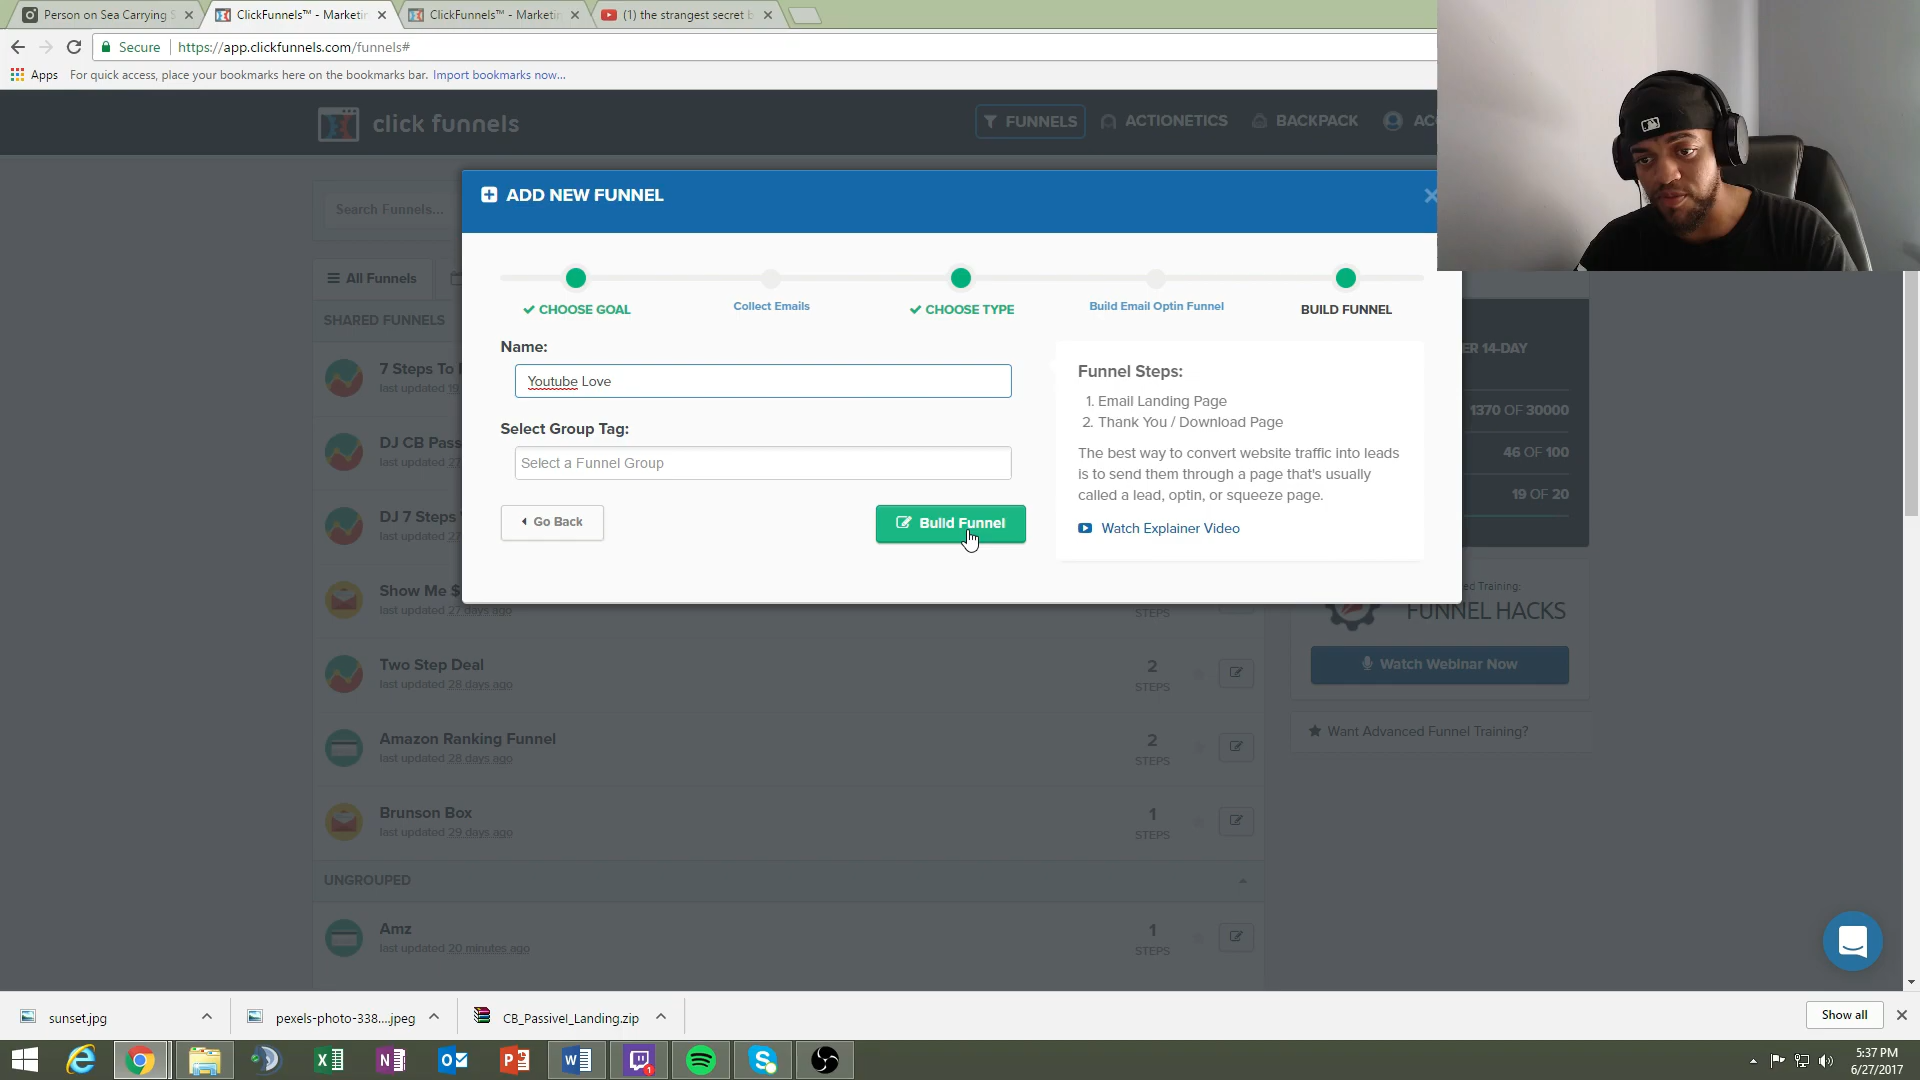 Person on Sea Carrying S
ClickFunnels™ - Marketin
ClickFunnels™ - Marketin
(1) the strangest secret b
Secure
https://app.clickfunnels.com/funnels#
Apps
For quick access, place your bookmarks here on the bookmarks bar. Import bookmarks now...
click funnels
FUNNELS
ACTIONETICS
BACKPACK
ACC
ADD NEW FUNNEL
Search Funnels...
All Funnels
CHOOSE GOAL
Collect Emails
CHOOSE TYPE
Build Email Optin Funnel
BUILD FUNNEL
SHARED FUNNELS
Name:
Youtube Love
Select Group Tag:
Select a Funnel Group
Go Back
Build Funnel
Funnel Steps:
1. Email Landing Page
2. Thank You / Download Page
The best way to convert website traffic into leads
is to send them through a page that's usually
called a lead, optin, or squeeze page.
Watch Explainer Video
ER 14-DAY
1370 OF 30000
46 OF 100
19 OF 20
7 Steps To
last updated 19
DJ CB Pass
last updated 27
DJ 7 Steps
last updated 27
Show Me $
last updated 27 days ago
STEPS
Two Step Deal
last updated 28 days ago
2
STEPS
Amazon Ranking Funnel
last updated 28 days ago
2
STEPS
Brunson Box
last updated 29 days ago
1
STEPS
UNGROUPED
Amz
last updated 20 minutes ago
1
STEPS
ed Training:
FUNNEL HACKS
Watch Webinar Now
Want Advanced Funnel Training?
sunset.jpg
pexels-photo-338....jpeg
CB_Passivel_Landing.zip
Show all
5:37 PM
6/27/2017